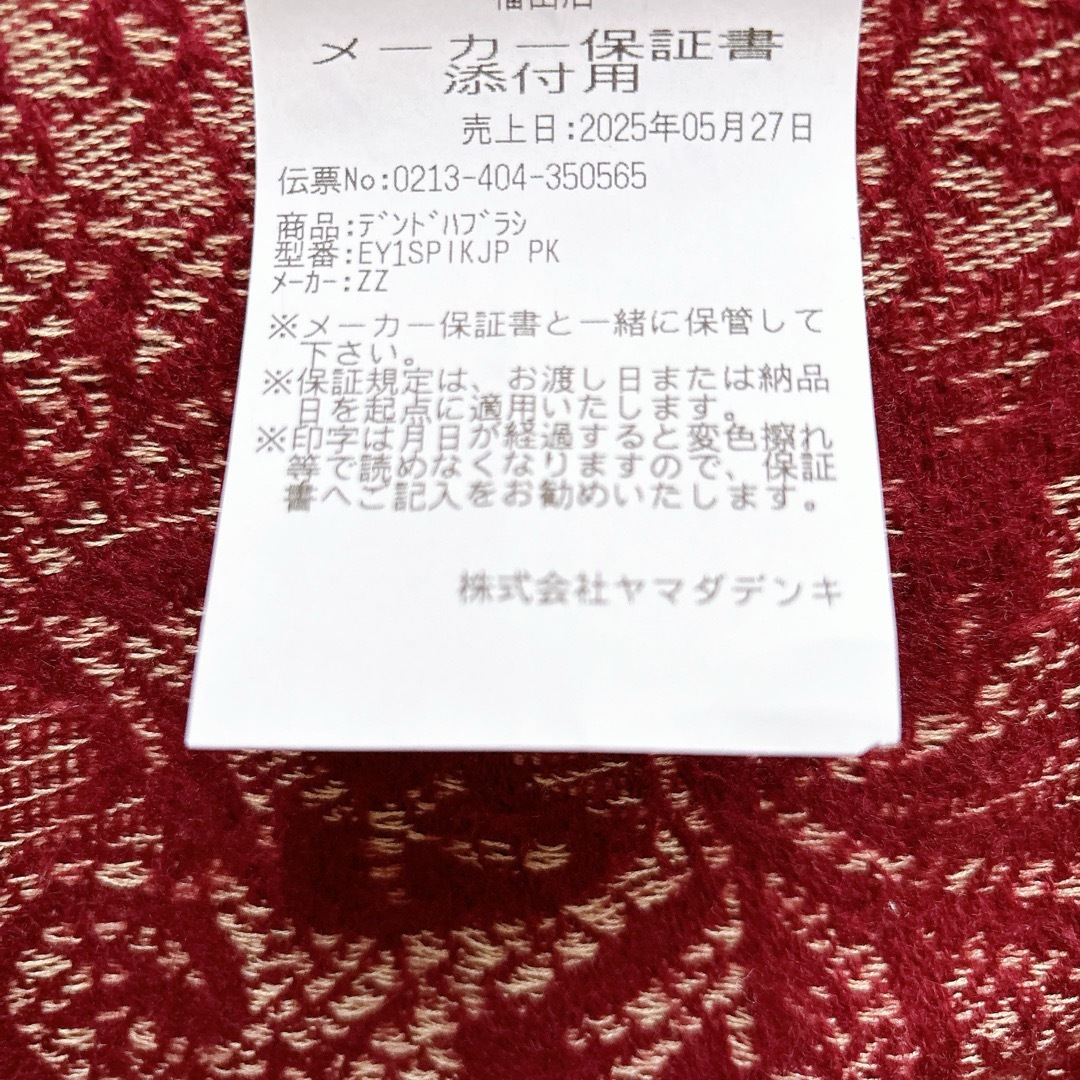 メーカー保証書
添付用
売上日:2025年05月27日
伝票No:0213-404-350565
商品:ﾃﾞﾝﾄﾞﾊﾌﾞﾗｼ
型番:EY1SPIKJP PK
ﾒｰｶｰ:ZZ
※メーカー保証書と一緒に保管して
下さい。
※保証規定は、お渡し日または納品
日を起点に適用いたします。
※印字は月日が経過すると変色擦れ
等で読めなくなりますので、保証
書へご記入をお勧めいたします。
株式会社ヤマダデンキ